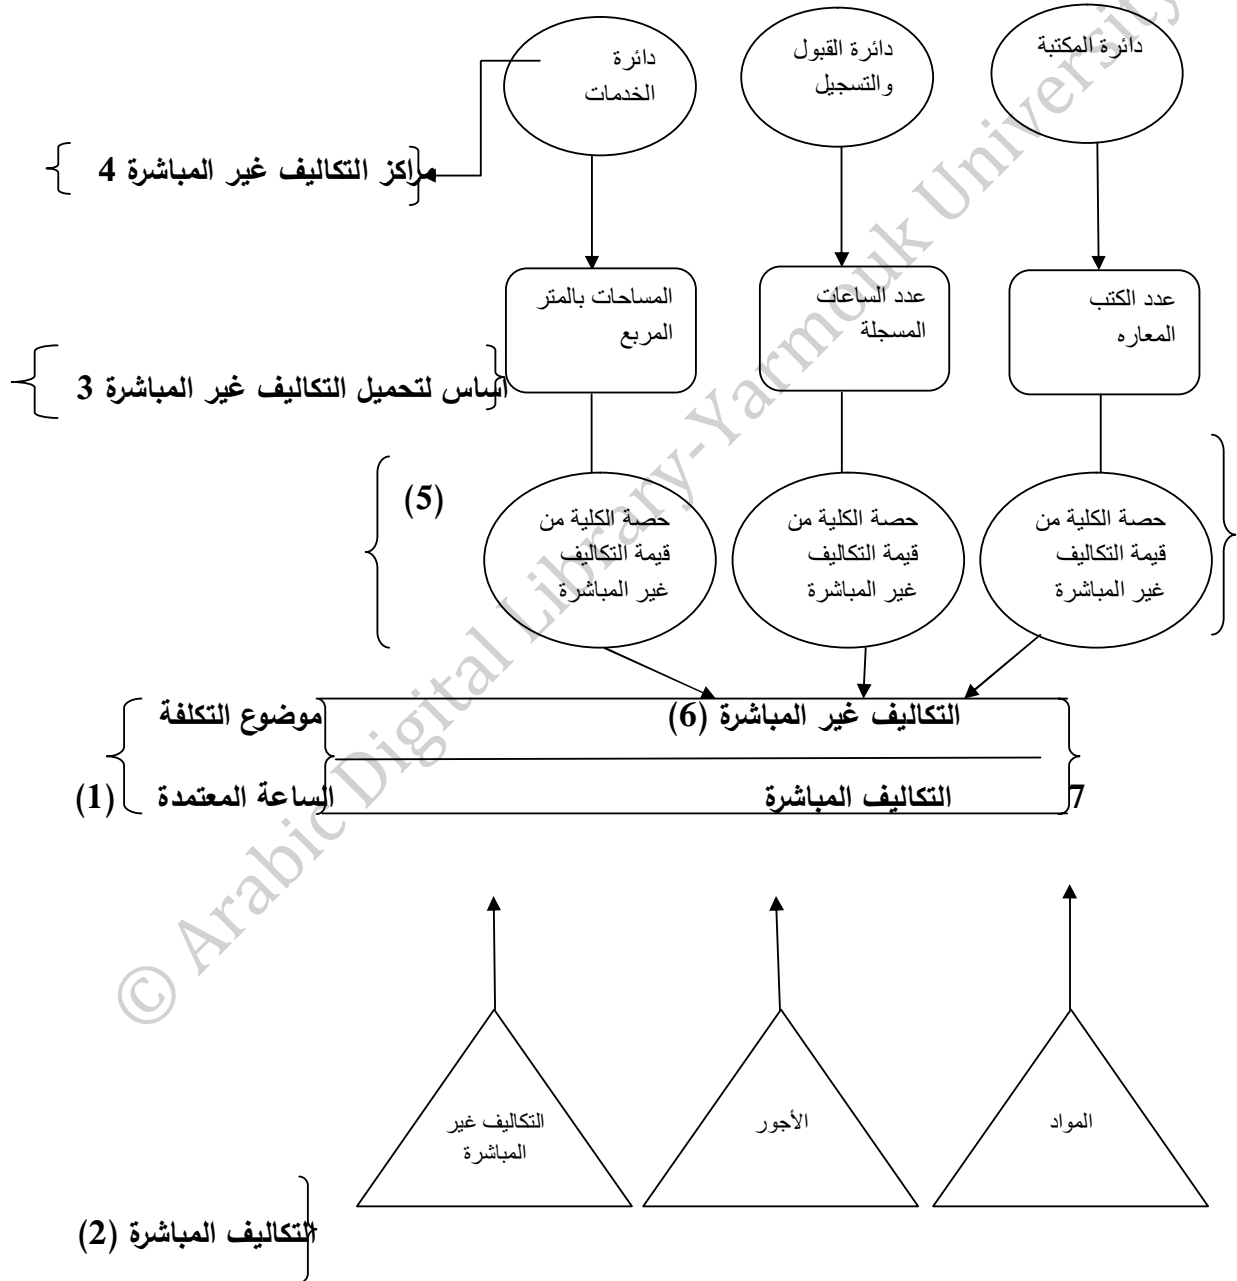 دائرة المكتبة
دائرة القبول
والتسجيل
دائرة
الخدمات
مراكز التكاليف غير المباشرة 4
عدد الكتب
المعاره
عدد الساعات
المسجلة
المساحات بالمتر
المربع
اساس لتحميل التكاليف غير المباشرة 3
حصة الكلية من
قيمة التكاليف
غير المباشرة
حصة الكلية من
قيمة التكاليف
غير المباشرة
حصة الكلية من
قيمة التكاليف
غير المباشرة
(5)
التكاليف غير المباشرة (6)
موضوع التكلفة
7
التكاليف المباشرة
الساعة المعتمدة (1)
المواد
الأجور
التكاليف غير
المباشرة
التكاليف المباشرة (2)
© Arabic Digital Library-Yarmouk University